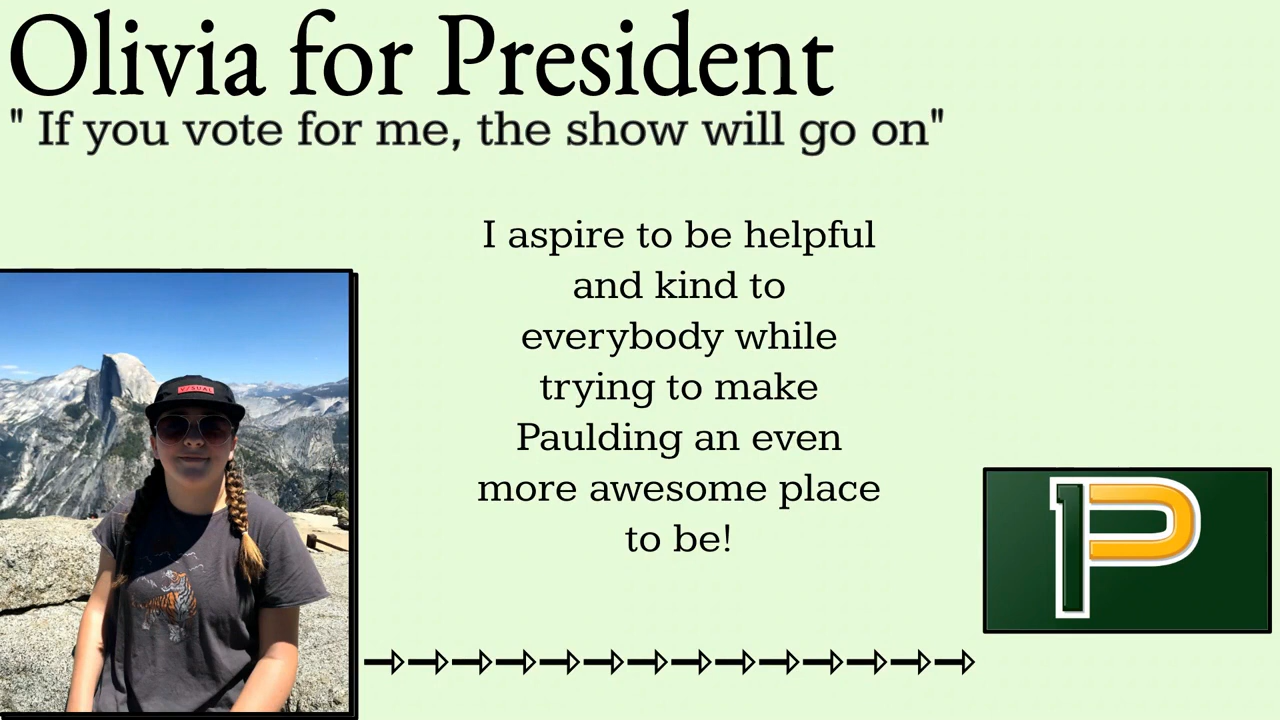 Olivia for President
" If you vote for me, the show will go on"
I aspire to be helpful
and kind to
everybody while
trying to make
Paulding an even
more awesome place
to be!
P